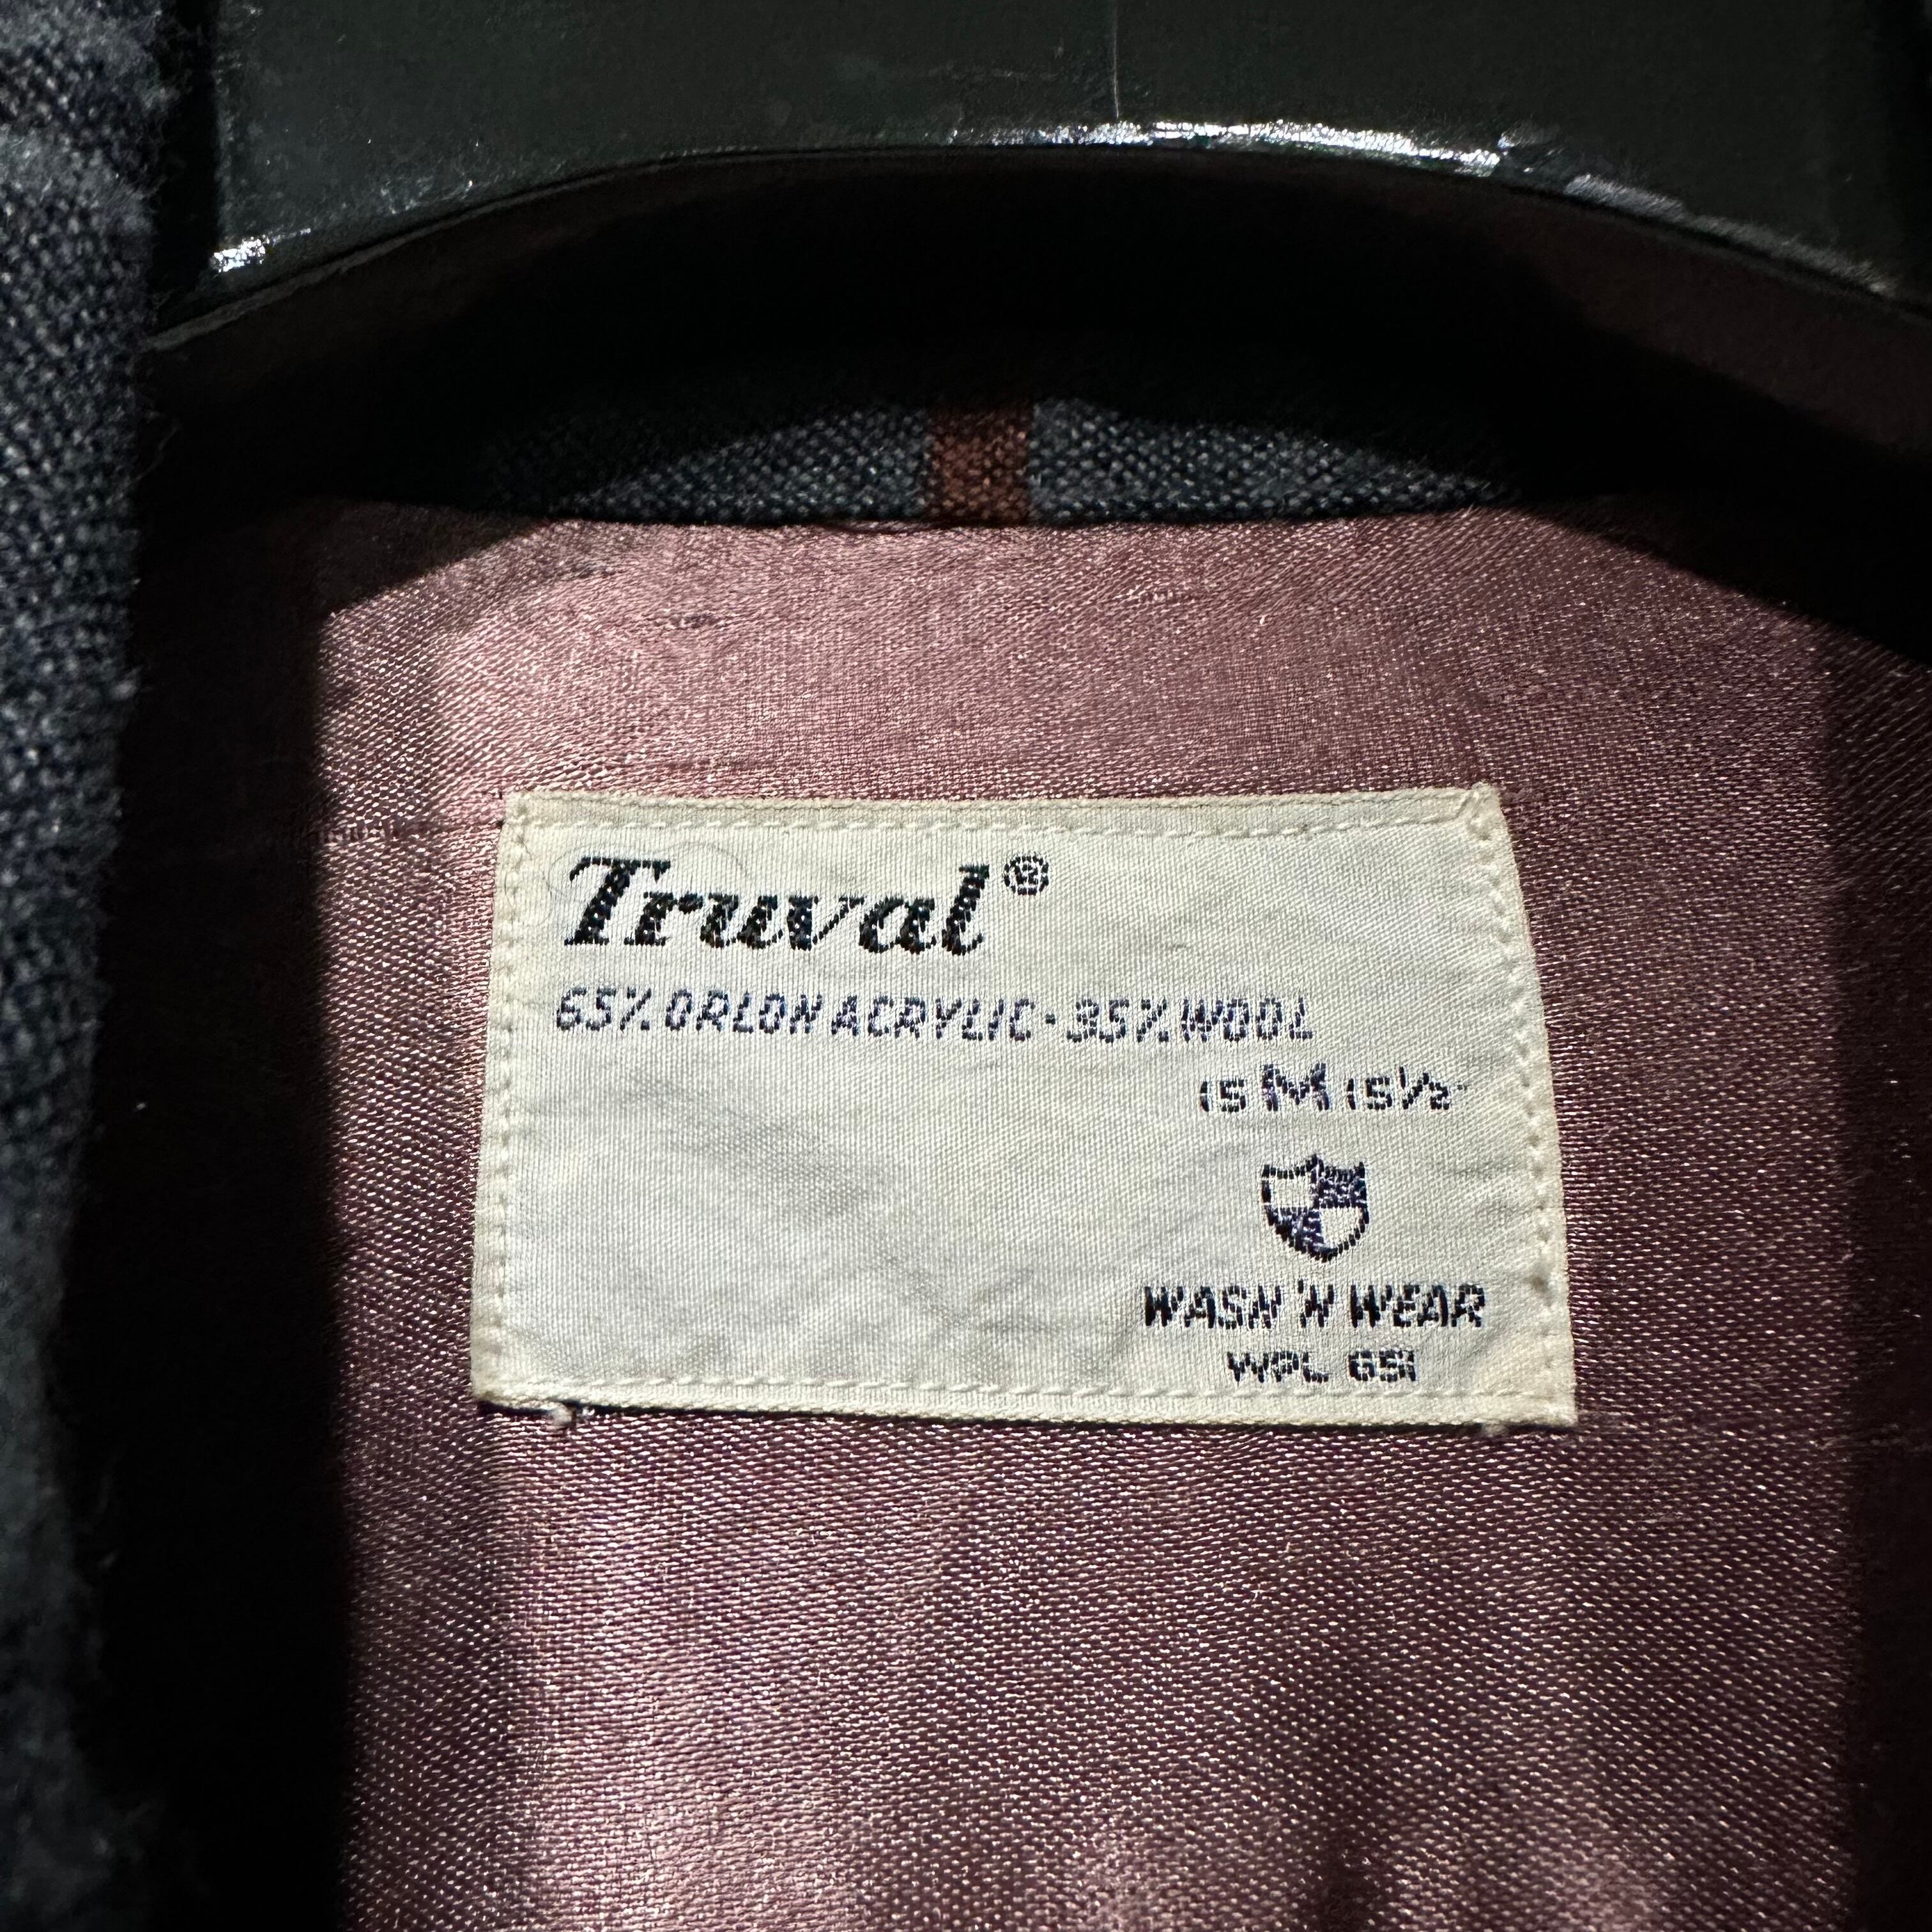 Truval®
65% ORLON ACRYLIC · 35% WOOL
15 M 15½
WASH 'N WEAR
WPL 651